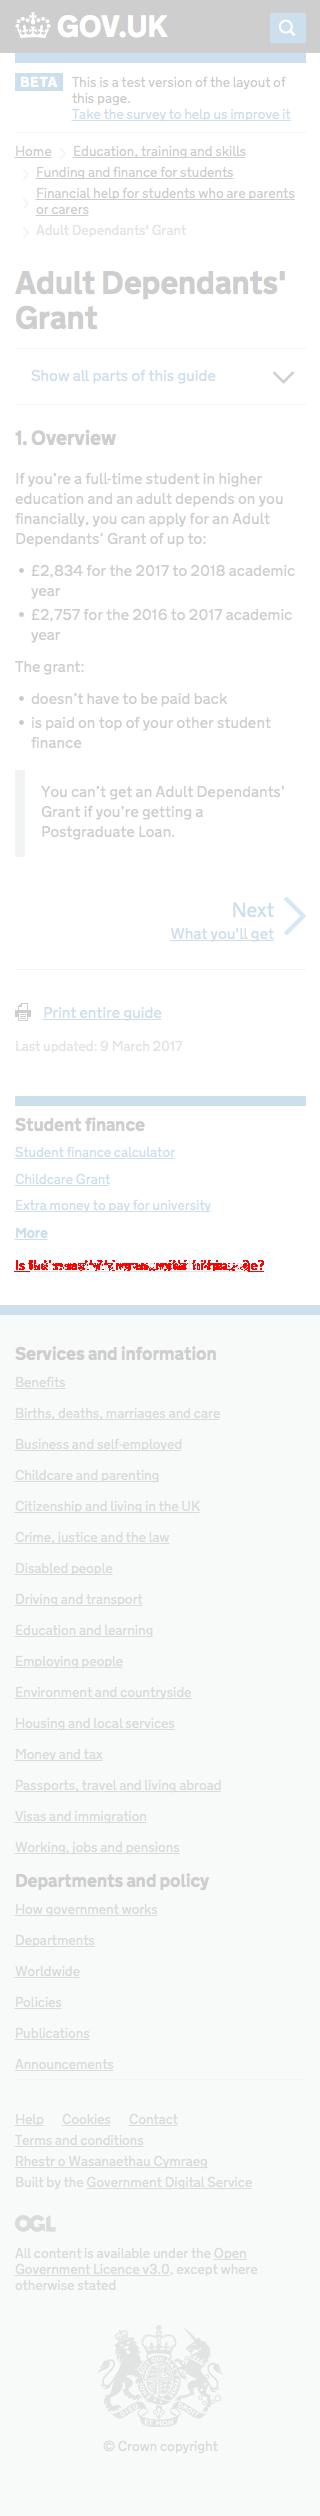 GOV.UK
BETA This is a test version of the layout of
this page.
Take the survey to help us improve it
Home Education, training and skills
Funding and finance for students
Financial help for students who are parents
or carers
Adult Dependants' Grant
Adult Dependants'
Grant
Show all parts of this guide
1. Overview
If you’re a full-time student in higher
education and an adult depends on you
financially, you can apply for an Adult
Dependants’ Grant of up to:
• £2,834 for the 2017 to 2018 academic
year
• £2,757 for the 2016 to 2017 academic
year
The grant:
• doesn’t have to be paid back
• is paid on top of your other student
finance
You can’t get an Adult Dependants’
Grant if you’re getting a
Postgraduate Loan.
Next
What you'll get
Print entire guide
Last updated: 9 March 2017
Student finance
Student finance calculator
Childcare Grant
Extra money to pay for university
More
Is
Services and information
Benefits
Births, deaths, marriages and care
Business and self-employed
Childcare and parenting
Citizenship and living in the UK
Crime, justice and the law
Disabled people
Driving and transport
Education and learning
Employing people
Environment and countryside
Housing and local services
Money and tax
Passports, travel and living abroad
Visas and immigration
Working, jobs and pensions
Departments and policy
How government works
Departments
Worldwide
Policies
Publications
Announcements
Help Cookies Contact
Terms and conditions
Rhestr o Wasanaethau Cymraeg
Built by the Government Digital Service
OGL
All content is available under the Open
Government Licence v3.0, except where
otherwise stated
© Crown copyright